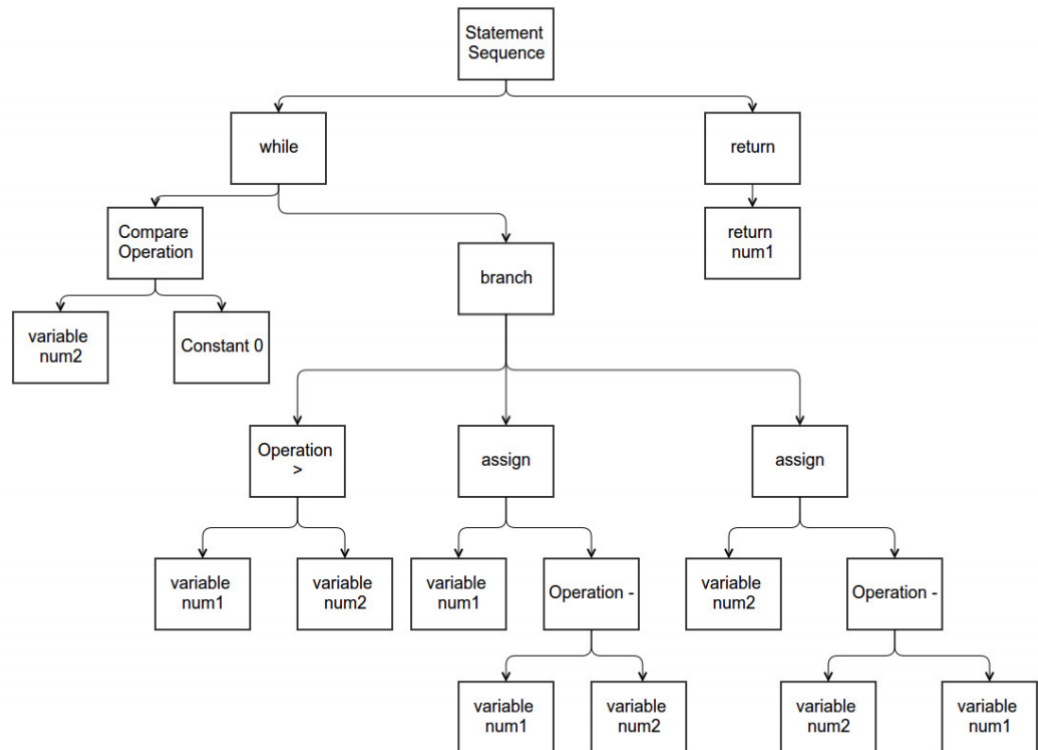 Statement
Sequence
while
return
Compare
Operation
return
num1
branch
variable
num2
Constant 0
Operation
>
assign
assign
variable
num1
variable
num2
variable
num1
Operation -
variable
num2
Operation -
variable
num1
variable
num2
variable
num2
variable
num1